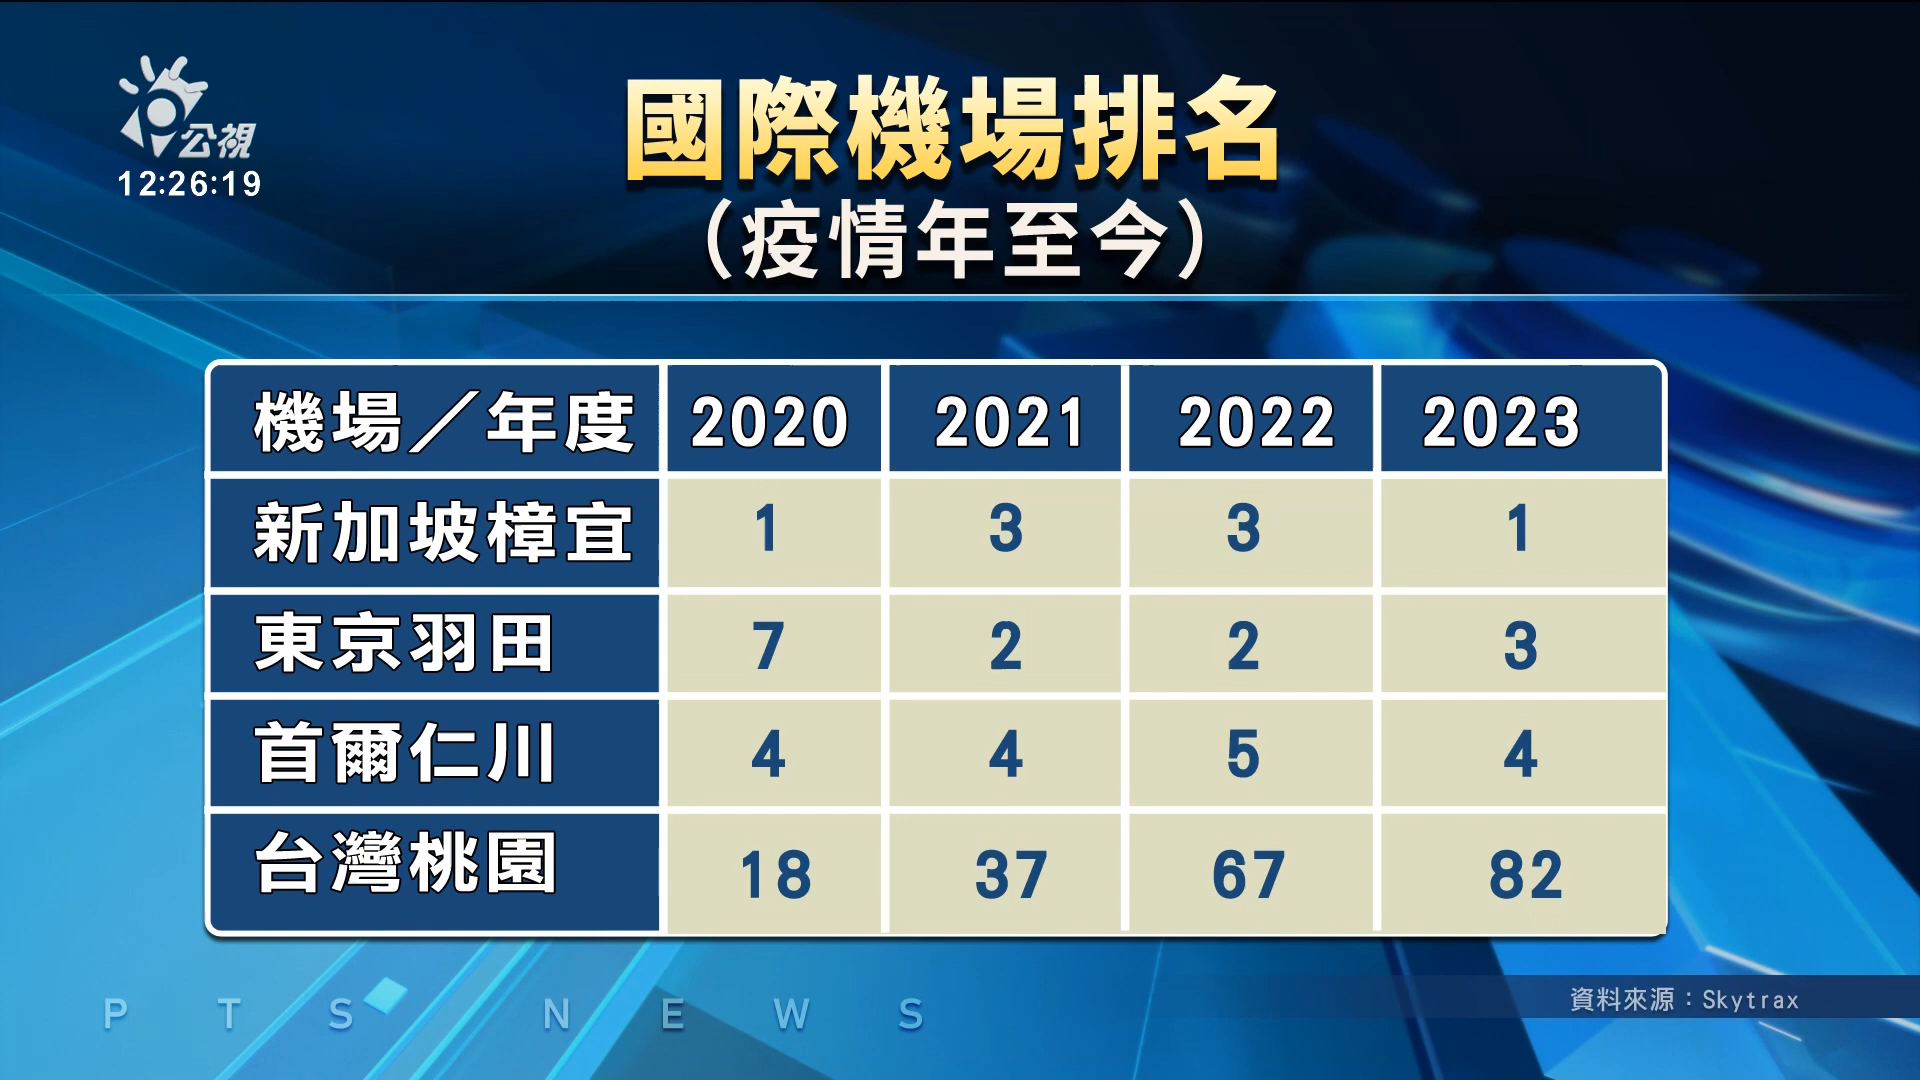 公視
12:26:19
國際機場排名
（疫情年至今）
機場／年度 2020 2021 2022 2023
新加坡樟宜 1 3 3 1
東京羽田 7 2 2 3
首爾仁川 4 4 5 4
台灣桃園 18 37 67 82
資料來源：Skytrax
PTS NEWS